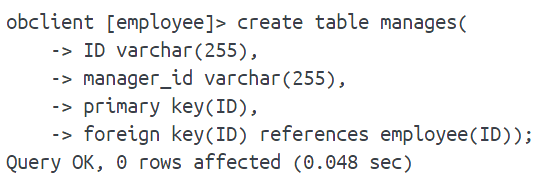 obclient [employee]> create table manages(
    -> ID varchar(255),
    -> manager_id varchar(255),
    -> primary key(ID),
    -> foreign key(ID) references employee(ID));
Query OK, 0 rows affected (0.048 sec)